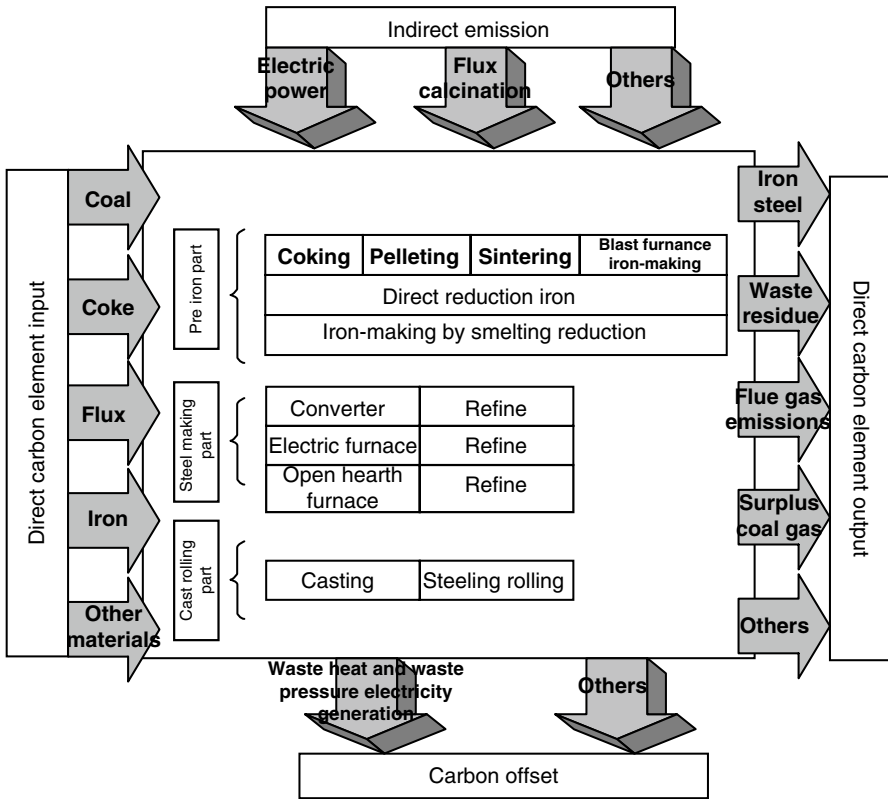 Indirect emission
Electric
power
Flux
calcination
Others
Direct carbon element input
Coal
Coke
Flux
Iron
Other
materials
Pre iron part
Coking
Pelleting
Sintering
Blast furnance
iron-making
Direct reduction iron
Iron-making by smelting reduction
Steel making
part
Converter
Refine
Electric furnace
Refine
Open hearth
furnace
Refine
Cast rolling
part
Casting
Steeling rolling
Iron
steel
Waste
residue
Flue gas
emissions
Surplus
coal gas
Others
Direct carbon element output
Waste heat and waste
pressure electricity
generation
Others
Carbon offset